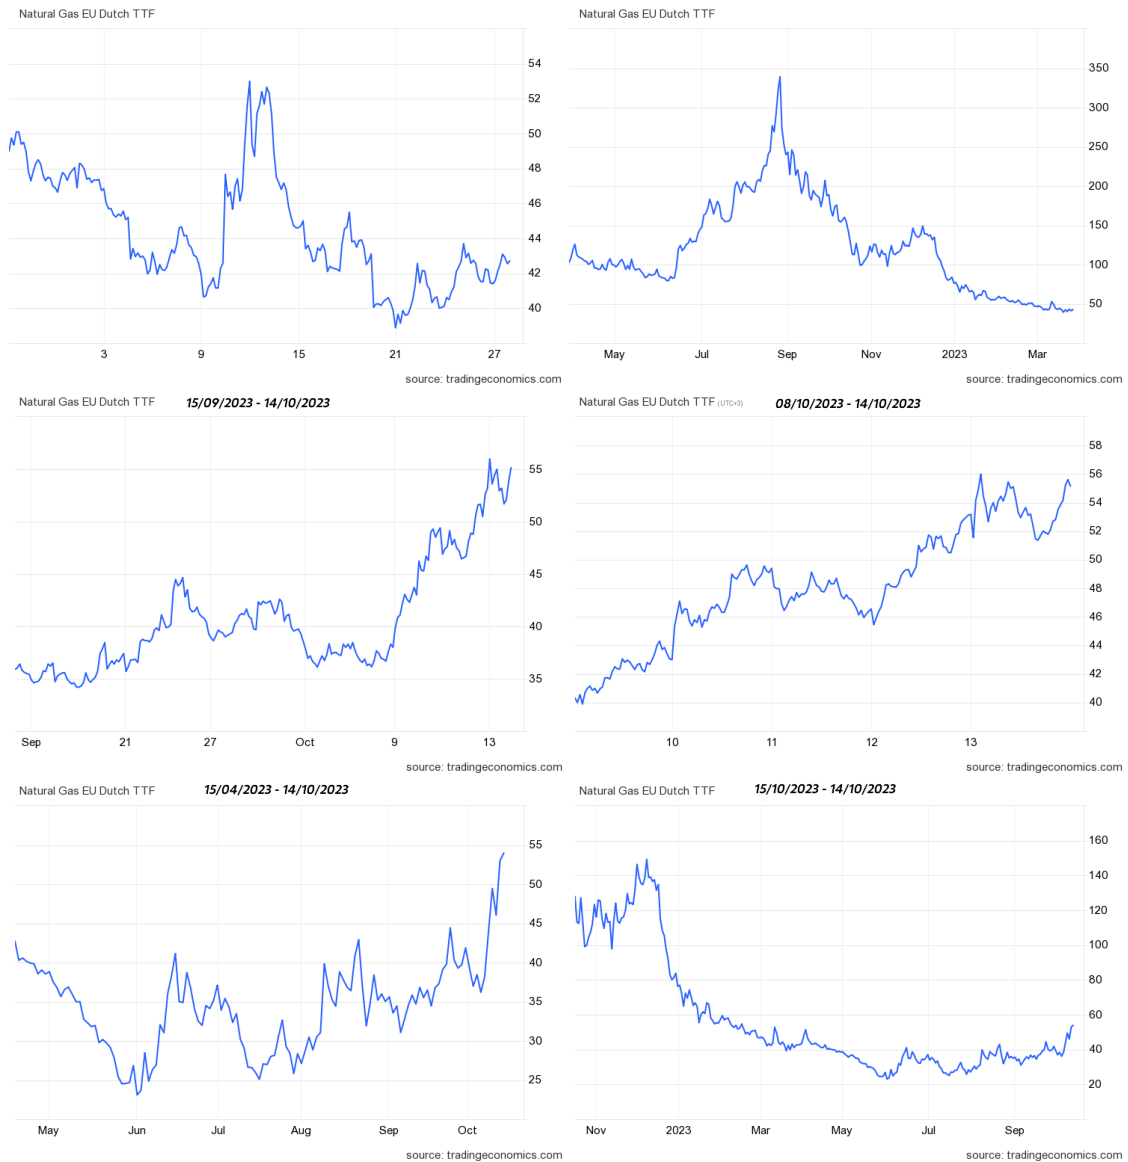 Natural Gas EU Dutch TTF
54
52
50
48
46
44
42
40
3 9 15 21 27
source: tradingeconomics.com
Natural Gas EU Dutch TTF
350
300
250
200
150
100
50
May Jul Sep Nov 2023 Mar
source: tradingeconomics.com
Natural Gas EU Dutch TTF 15/09/2023 - 14/10/2023
55
50
45
40
35
Sep 21 27 Oct 9 13
source: tradingeconomics.com
Natural Gas EU Dutch TTF (UTC+3) 08/10/2023 - 14/10/2023
58
56
54
52
50
48
46
44
42
40
10 11 12 13
source: tradingeconomics.com
Natural Gas EU Dutch TTF 15/04/2023 - 14/10/2023
55
50
45
40
35
30
25
May Jun Jul Aug Sep Oct
source: tradingeconomics.com
Natural Gas EU Dutch TTF 15/10/2023 - 14/10/2023
160
140
120
100
80
60
40
20
Nov 2023 Mar May Jul Sep
source: tradingeconomics.com